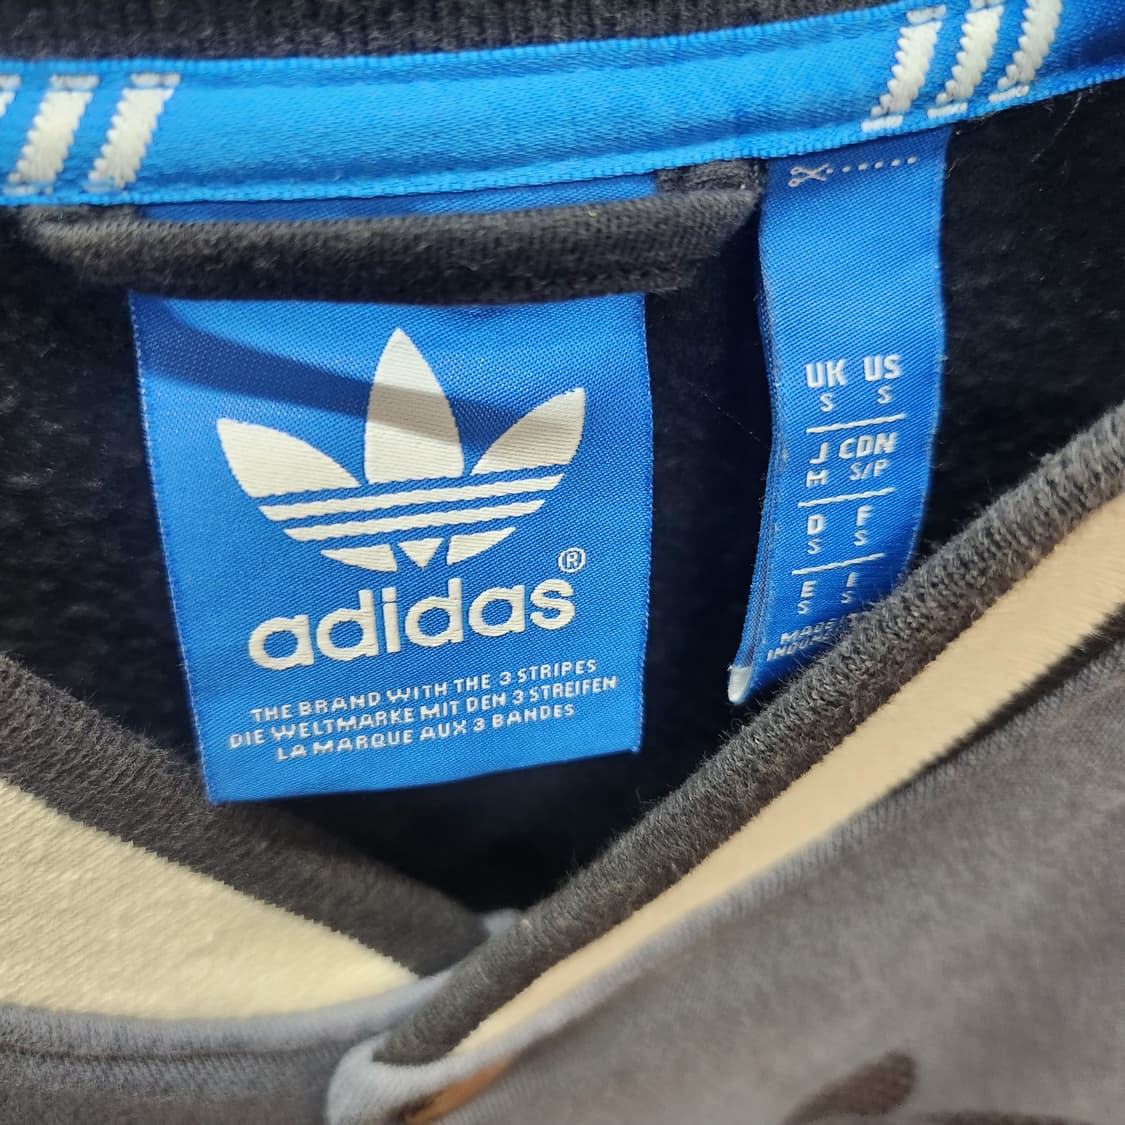 adidas®
THE BRAND WITH THE 3 STRIPES
DIE WELTMARKE MIT DEN 3 STREIFEN
LA MARQUE AUX 3 BANDES
UK US
S S
J CDN
M S/P
D F
S S
E I
S S
MADE